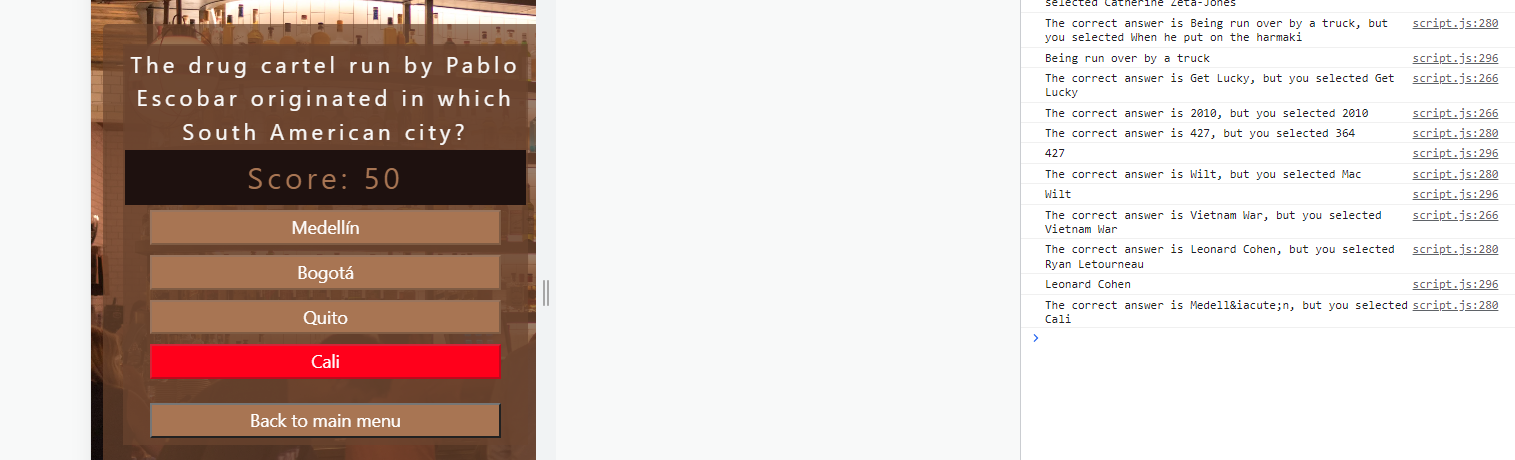 The drug cartel run by Pablo
Escobar originated in which
South American city?
Score: 50
Medellín
Bogotá
Quito
Cali
Back to main menu
selected Catherine Zeta-Jones
The correct answer is Being run over by a truck, but script.js:280
you selected When he put on the harmaki
Being run over by a truck script.js:296
The correct answer is Get Lucky, but you selected Get script.js:266
Lucky
The correct answer is 2010, but you selected 2010 script.js:266
The correct answer is 427, but you selected 364 script.js:280
427 script.js:296
The correct answer is Wilt, but you selected Mac script.js:280
Wilt script.js:296
The correct answer is Vietnam War, but you selected script.js:266
Vietnam War
The correct answer is Leonard Cohen, but you selected script.js:280
Ryan Letourneau
Leonard Cohen script.js:296
The correct answer is Medell&iacute;n, but you selected script.js:280
Cali